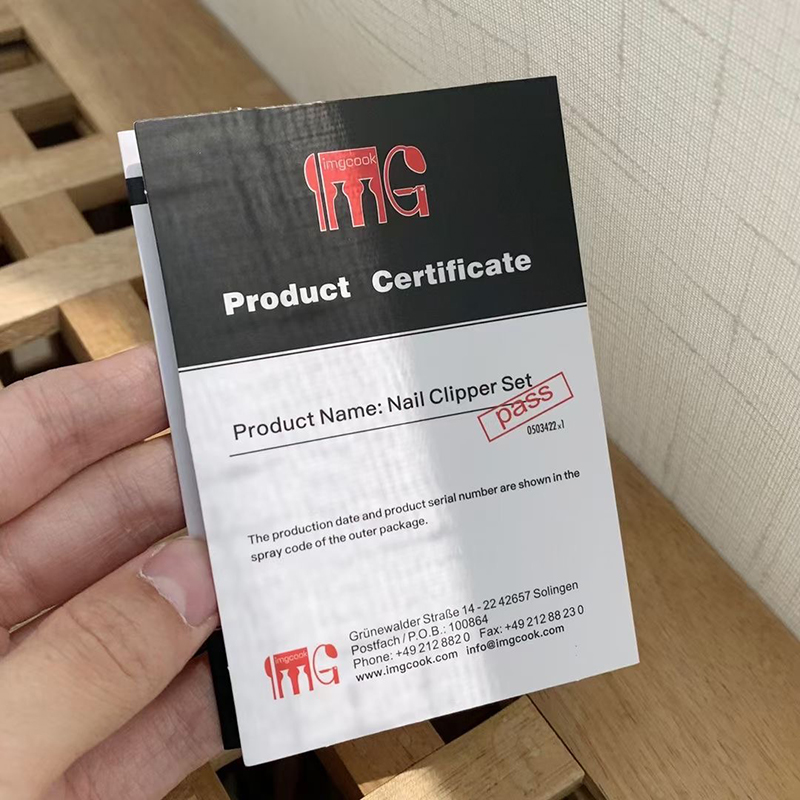 imgcook
IMG
Product Certificate
Product Name: Nail Clipper Set
pass
0503422x1
The production date and product serial number are shown in the
spray code of the outer package.
imgcook
IMG
Grünewalder Straße 14 - 22 42657 Solingen
Postfach / P.O.B.: 100864
Phone: +49 212 882 0 Fax: +49 212 88 23 0
www.imgcook.com info@imgcook.com